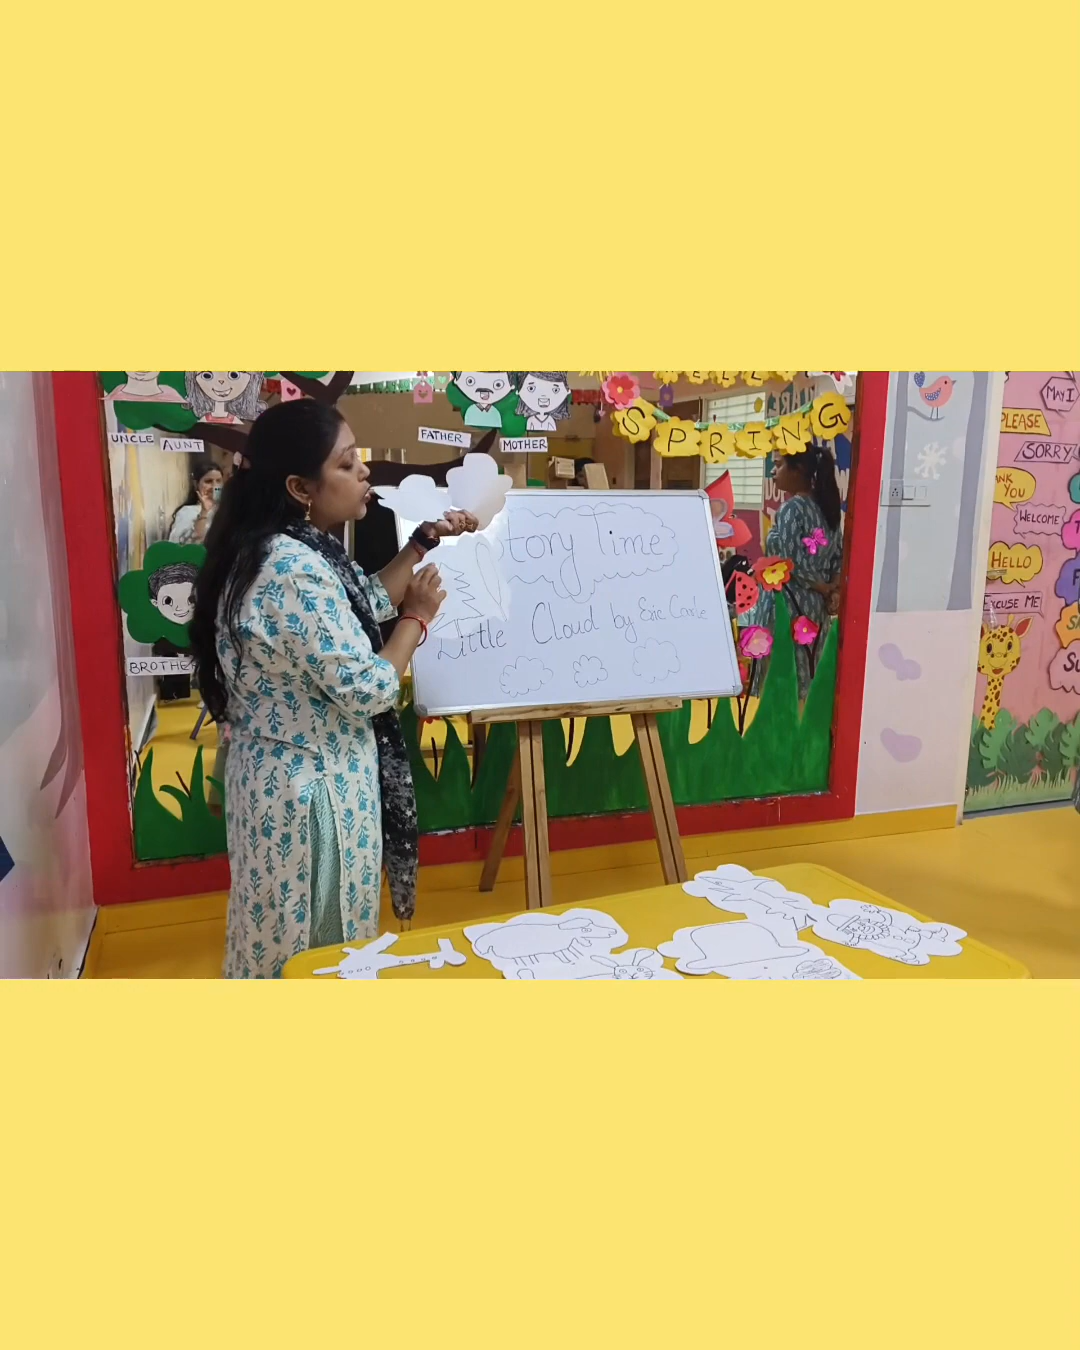 UNCLE AUNT
FATHER
MOTHER
BROTHER
SPRING
Story Time
Little Cloud by Eric Carle
MAY I
PLEASE
SORRY
THANK YOU
WELCOME
HELLO
EXCUSE ME